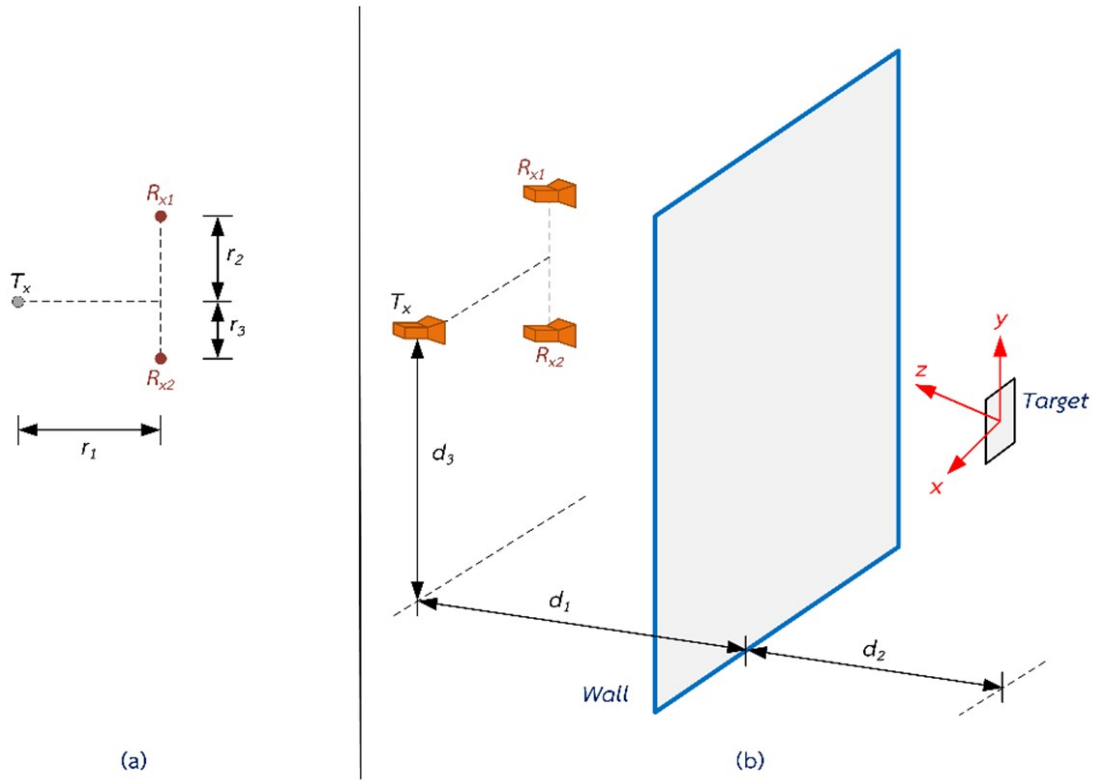 Tₓ
Rₓ₁
Rₓ₂
r₂
r₃
r₁
(a)
Rₓ₁
Tₓ
Rₓ₂
d₃
d₁
d₂
Wall
y
z
x
Target
(b)